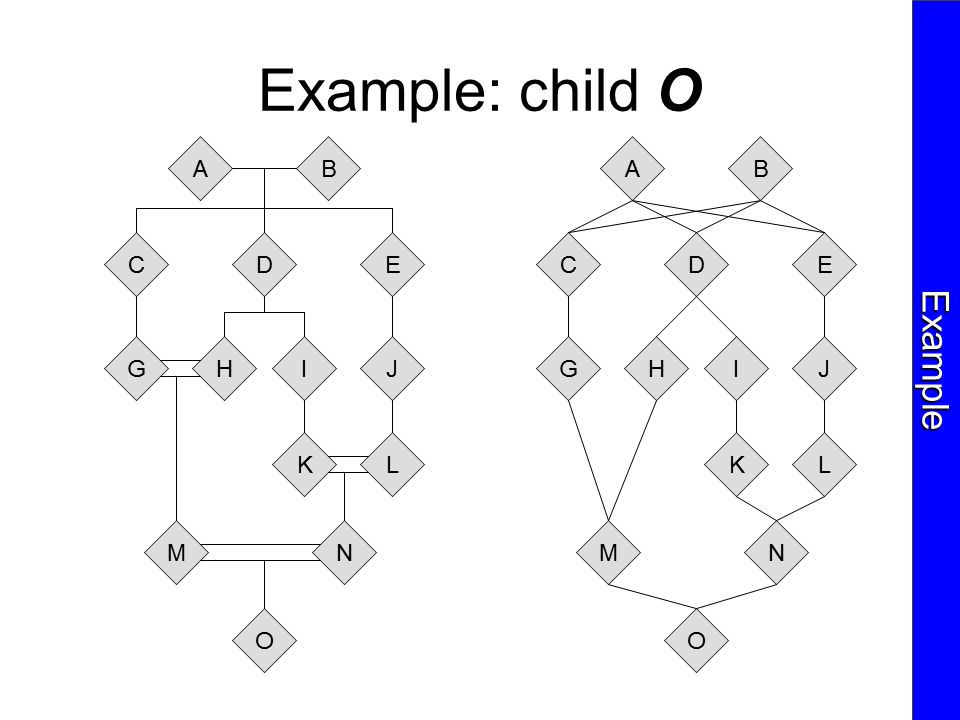 Example: child O
A B A B
C D E C D E
G H I J G H I J
K L K L
M N M N
O O
Example